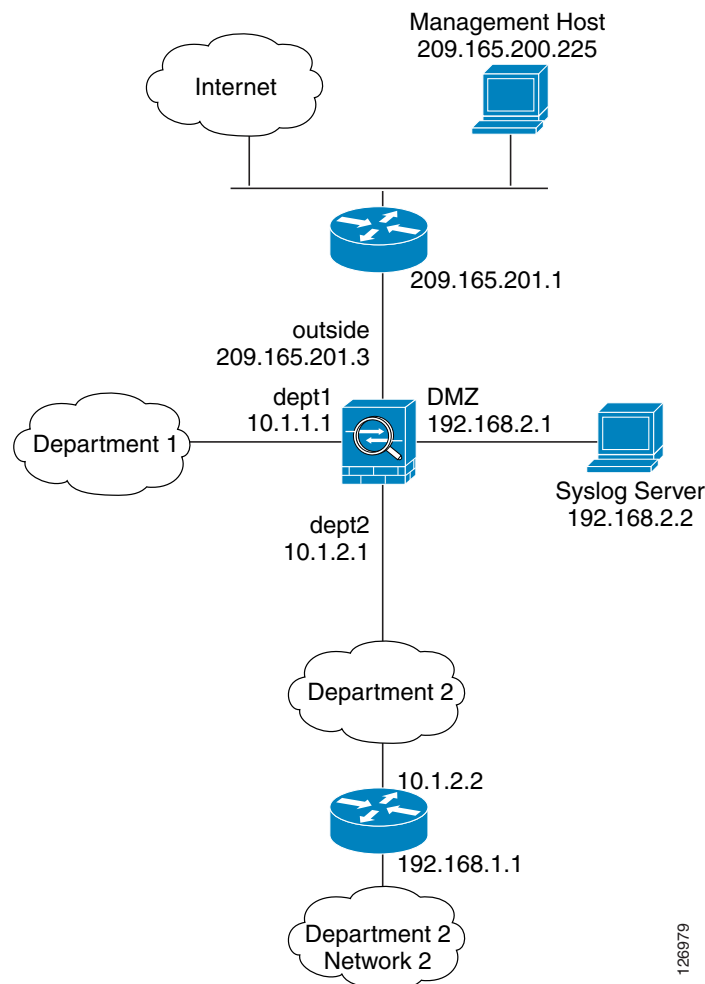 Management Host
209.165.200.225
Internet
209.165.201.1
outside
209.165.201.3
dept1
10.1.1.1
DMZ
192.168.2.1
Department 1
Syslog Server
192.168.2.2
dept2
10.1.2.1
Department 2
10.1.2.2
192.168.1.1
Department 2
Network 2
126979